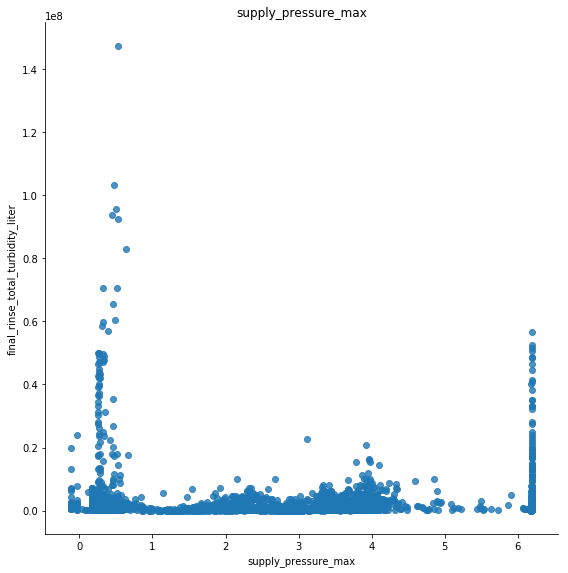 supply_pressure_max
1e8
1.4
1.2
1.0
0.8
0.6
0.4
0.2
0.0
final_rinse_total_turbidity_liter
0 1 2 3 4 5 6
supply_pressure_max